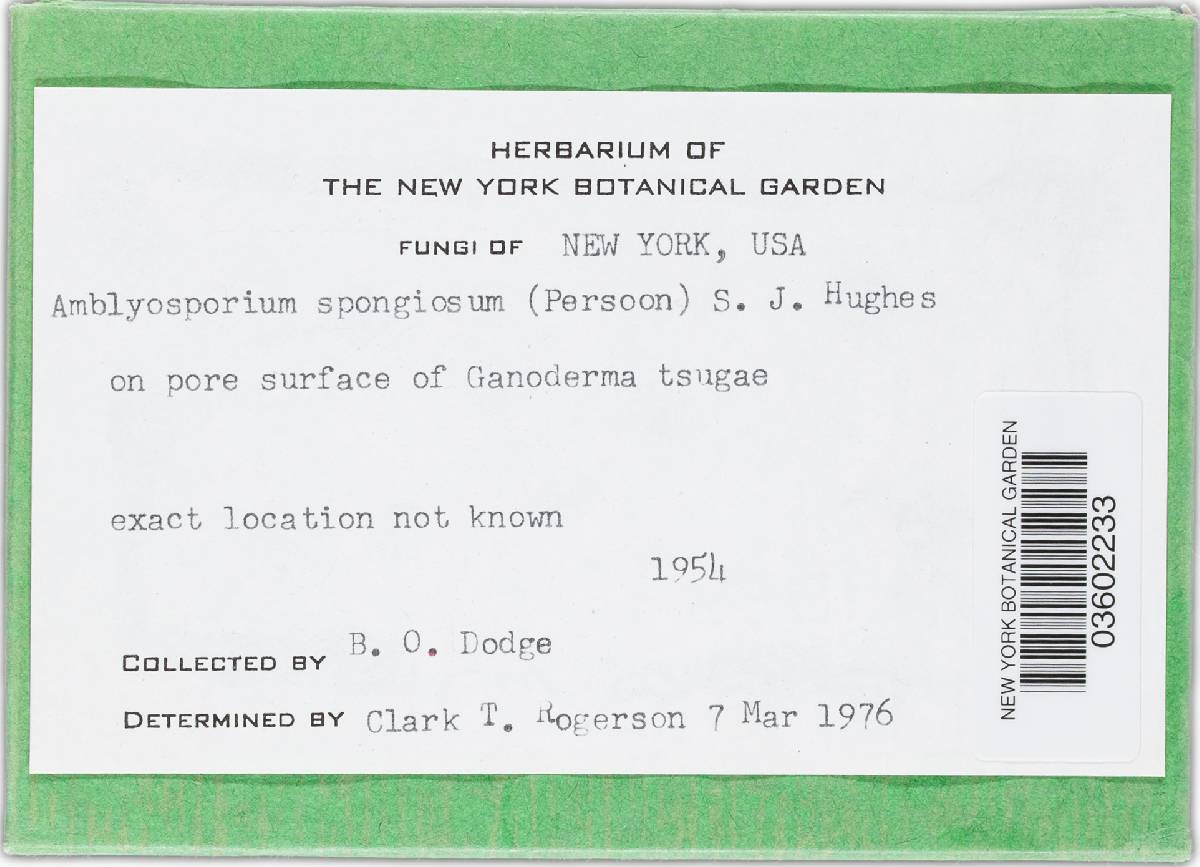 HERBARIUM OF
THE NEW YORK BOTANICAL GARDEN
FUNGI OF NEW YORK, USA
Amblyosporium spongiosum (Persoon) S. J. Hughes
on pore surface of Ganoderma tsugae
exact location not known
1954
COLLECTED BY B. O. Dodge
DETERMINED BY Clark T. Rogerson 7 Mar 1976
NEW YORK BOTANICAL GARDEN
03602233